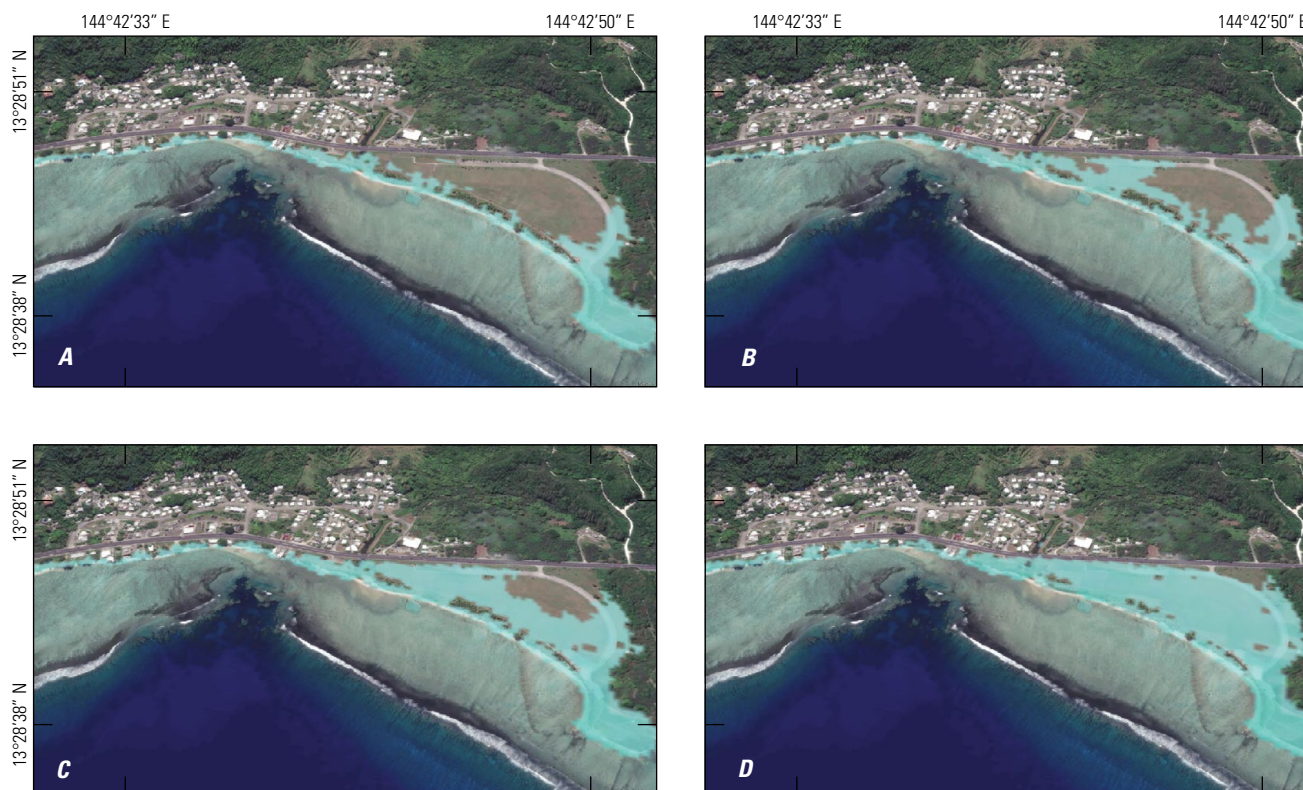 144°42′33″ E
144°42′50″ E
144°42′33″ E
144°42′50″ E
13°28′51″ N
13°28′38″ N
A
B
13°28′51″ N
13°28′38″ N
C
D